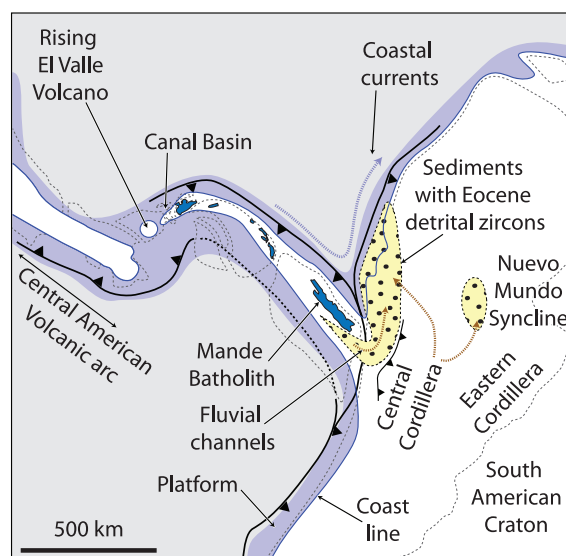 Rising
El Valle
Volcano
Coastal
currents
Canal Basin
Sediments
with Eocene
detrital zircons
Nuevo
Mundo
Syncline
Central American
Volcanic arc
Mande
Batholith
Fluvial
channels
Central
Cordillera
Eastern
Cordillera
Platform
Coast
line
South
American
Craton
500 km